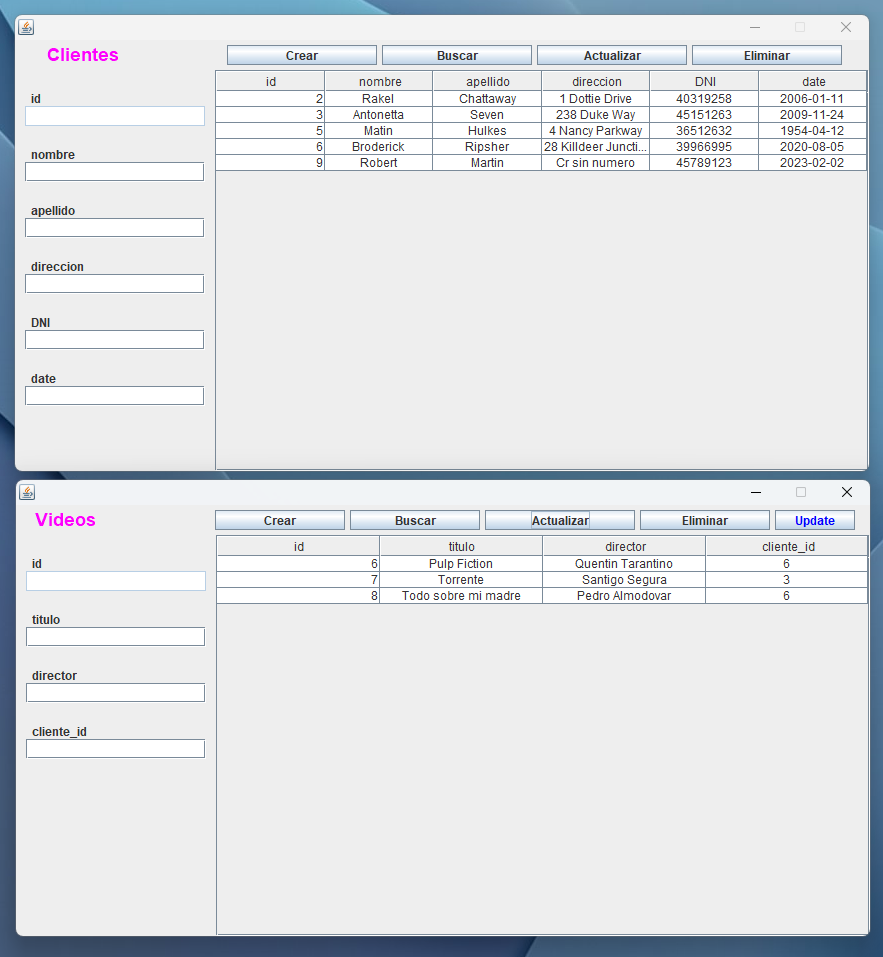 Clientes
Crear Buscar Actualizar Eliminar
id nombre apellido direccion DNI date
2 Rakel Chattaway 1 Dottie Drive 40319258 2006-01-11
3 Antonetta Seven 238 Duke Way 45151263 2009-11-24
5 Matin Hulkes 4 Nancy Parkway 36512632 1954-04-12
6 Broderick Ripsher 28 Killdeer Juncti... 39966995 2020-08-05
9 Robert Martin Cr sin numero 45789123 2023-02-02
id
nombre
apellido
direccion
DNI
date
Videos
Crear Buscar Actualizar Eliminar Update
id titulo director cliente_id
6 Pulp Fiction Quentin Tarantino 6
7 Torrente Santigo Segura 3
8 Todo sobre mi madre Pedro Almodovar 6
id
titulo
director
cliente_id